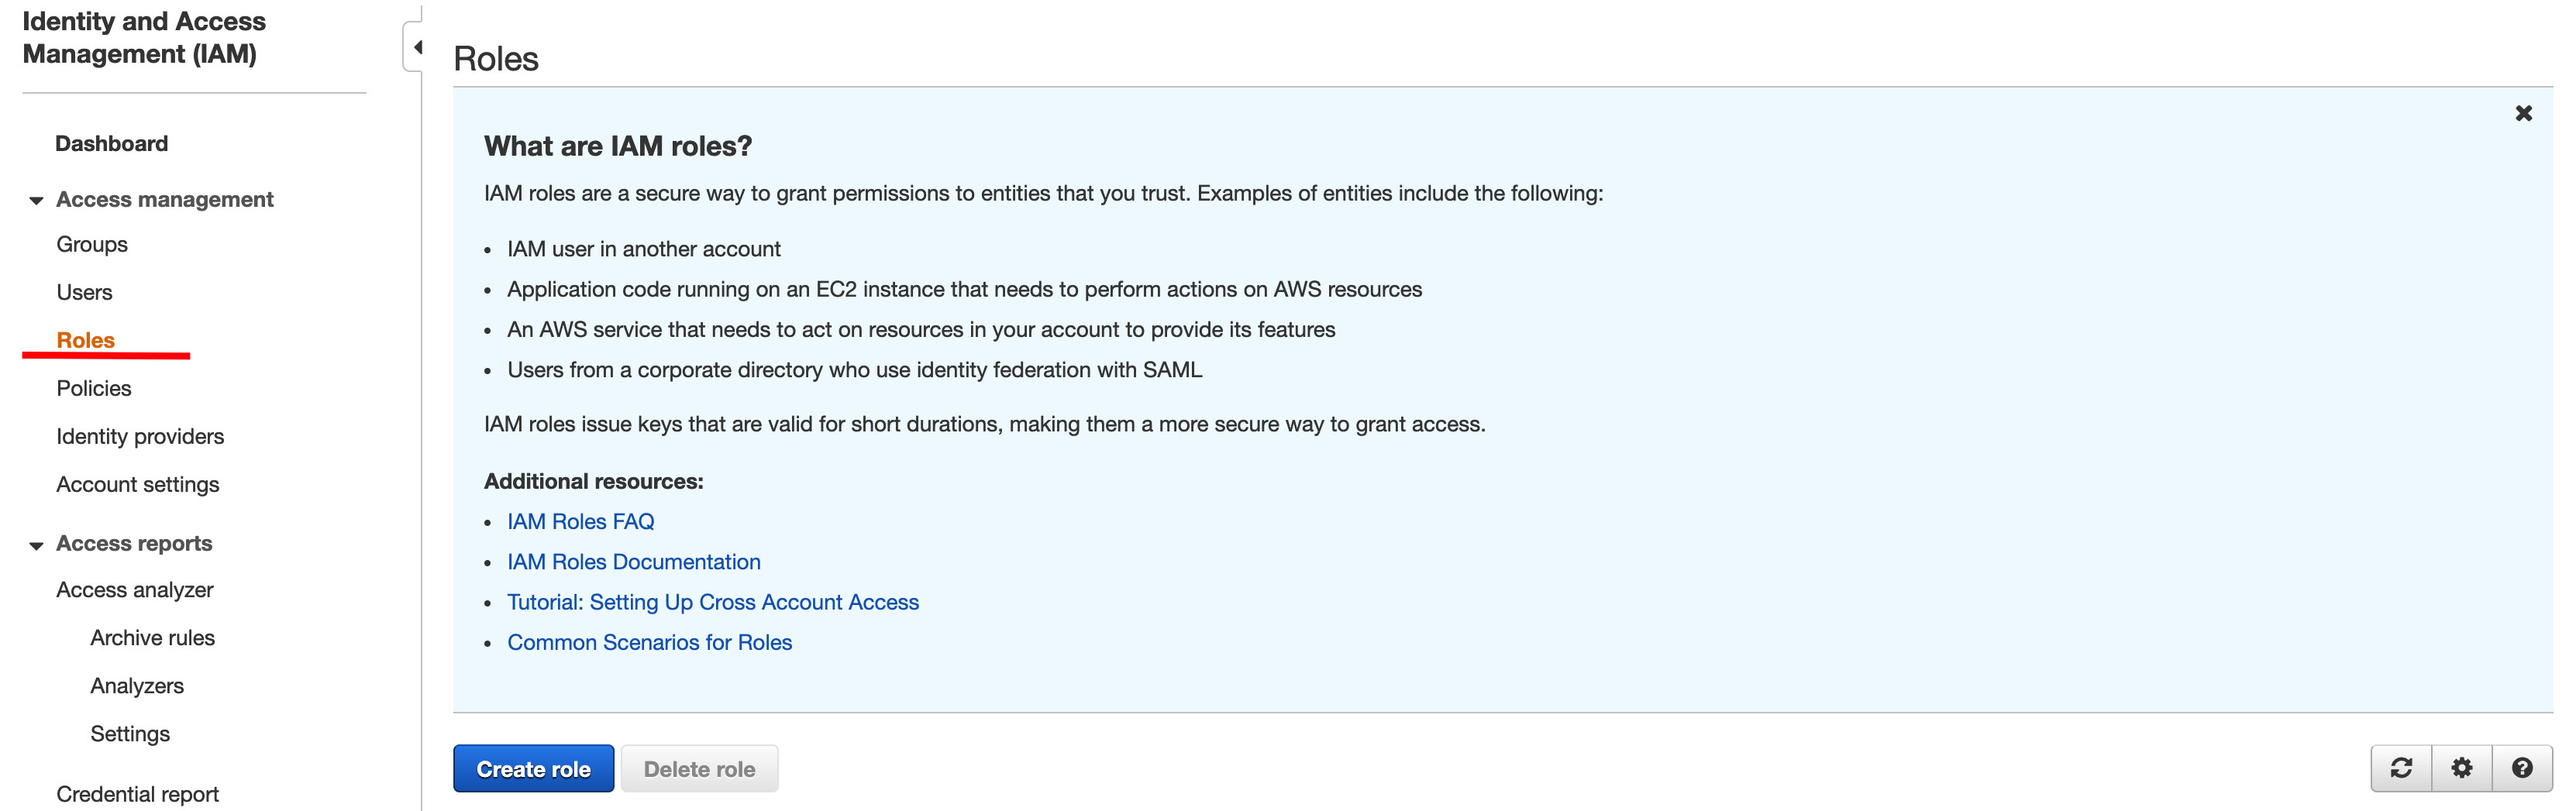 Identity and Access
Management (IAM)
Dashboard
Access management
Groups
Users
Roles
Policies
Identity providers
Account settings
Access reports
Access analyzer
Archive rules
Analyzers
Settings
Credential report
Roles
What are IAM roles?
IAM roles are a secure way to grant permissions to entities that you trust. Examples of entities include the following:
IAM user in another account
Application code running on an EC2 instance that needs to perform actions on AWS resources
An AWS service that needs to act on resources in your account to provide its features
Users from a corporate directory who use identity federation with SAML
IAM roles issue keys that are valid for short durations, making them a more secure way to grant access.
Additional resources:
IAM Roles FAQ
IAM Roles Documentation
Tutorial: Setting Up Cross Account Access
Common Scenarios for Roles
Create role
Delete role